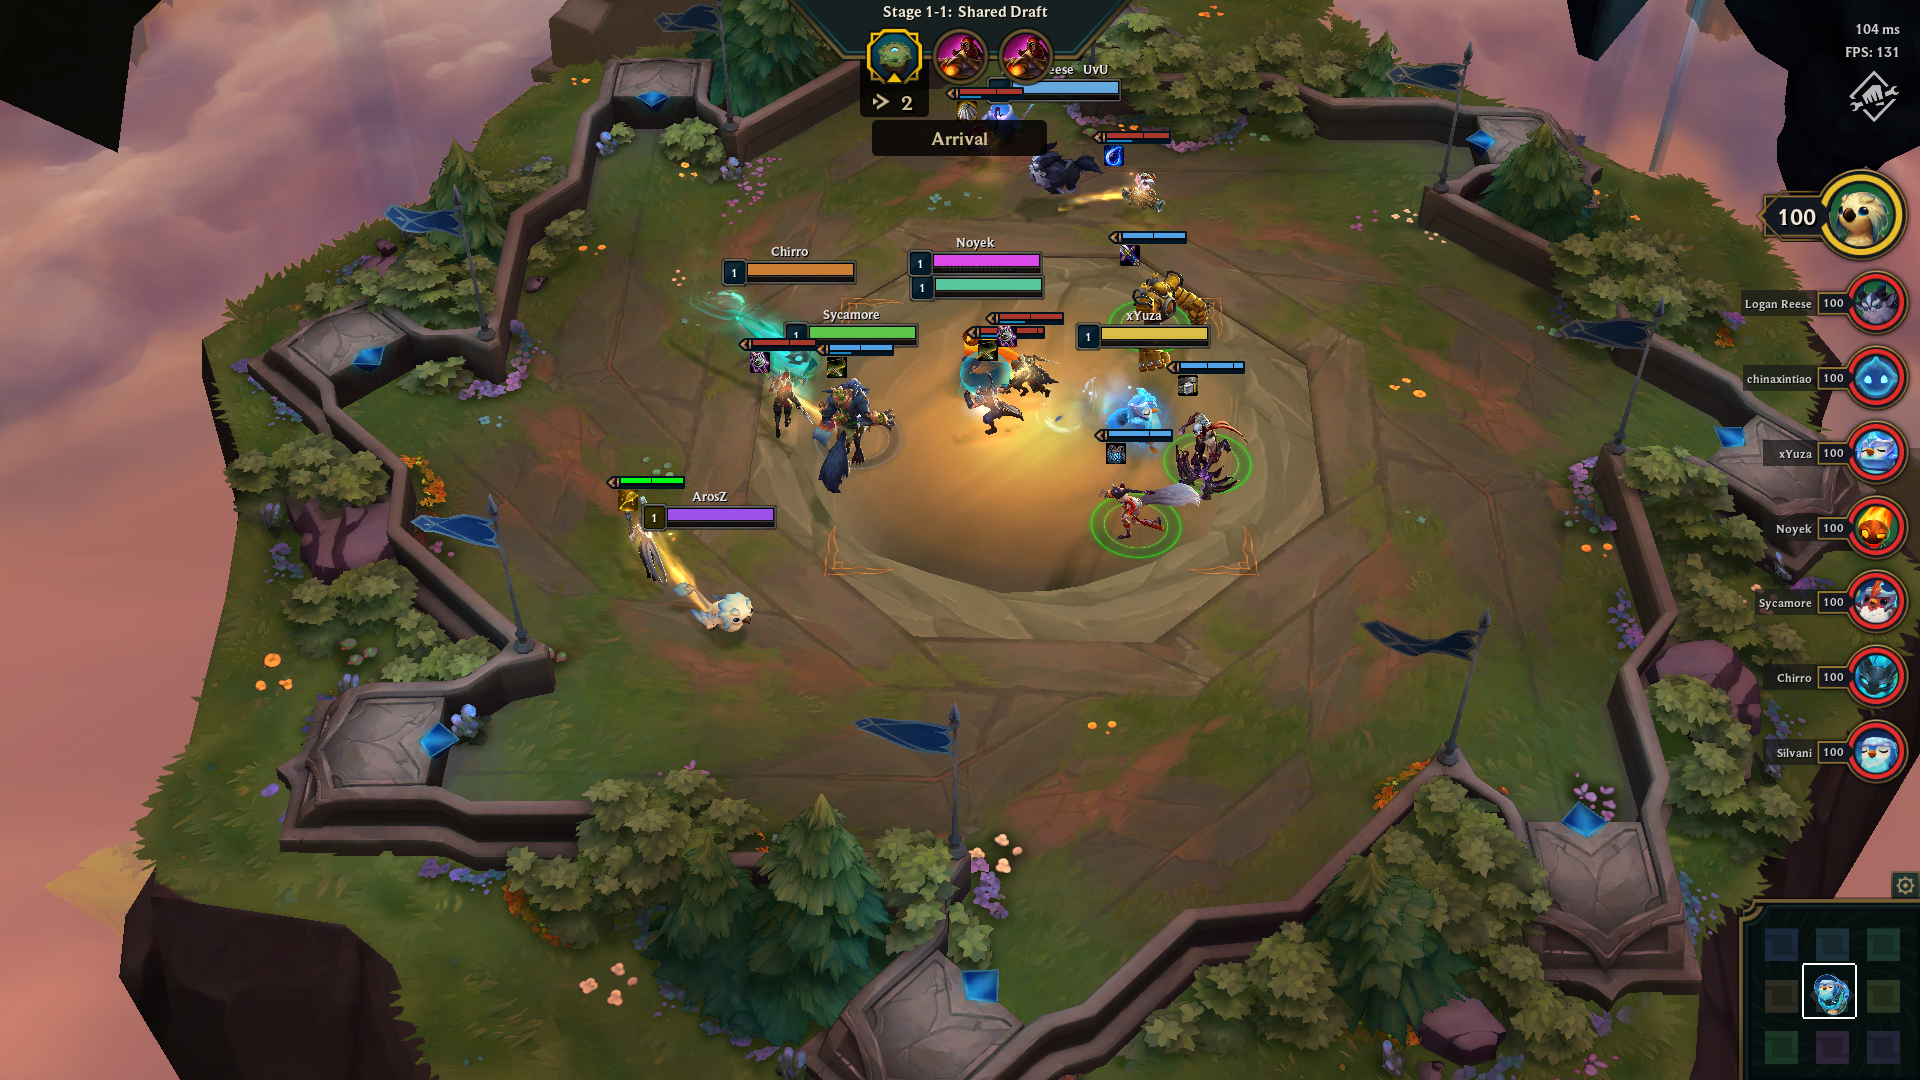 Stage 1-1: Shared Draft
104 ms
FPS: 131
UvU
2
Arrival
100
Noyek
Chirro
1
1
1
Logan Reese 100
Sycamore
1
xYuza
1
chinaxintiao 100
xYuza 100
ArosZ
1
Noyek 100
Sycamore 100
Chirro 100
Silvani 100